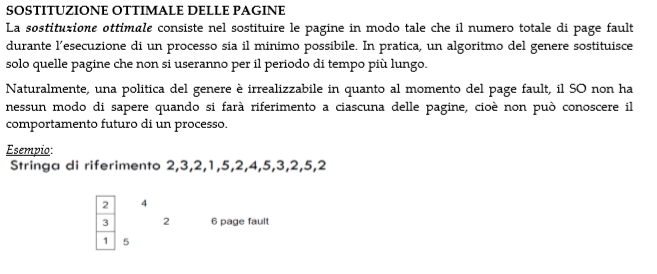 SOSTITUZIONE OTTIMALE DELLE PAGINE
La sostituzione ottimale consiste nel sostituire le pagine in modo tale che il numero totale di page fault
durante l'esecuzione di un processo sia il minimo possibile. In pratica, un algoritmo del genere sostituisce
solo quelle pagine che non si useranno per il periodo di tempo più lungo.
Naturalmente, una politica del genere è irrealizzabile in quanto al momento del page fault, il SO non ha
nessun modo di sapere quando si farà riferimento a ciascuna delle pagine, cioè non può conoscere il
comportamento futuro di un processo.
Esempio:
Stringa di riferimento 2,3,2,1,5,2,4,5,3,2,5,2
2 4
3 2 6 page fault
1 5